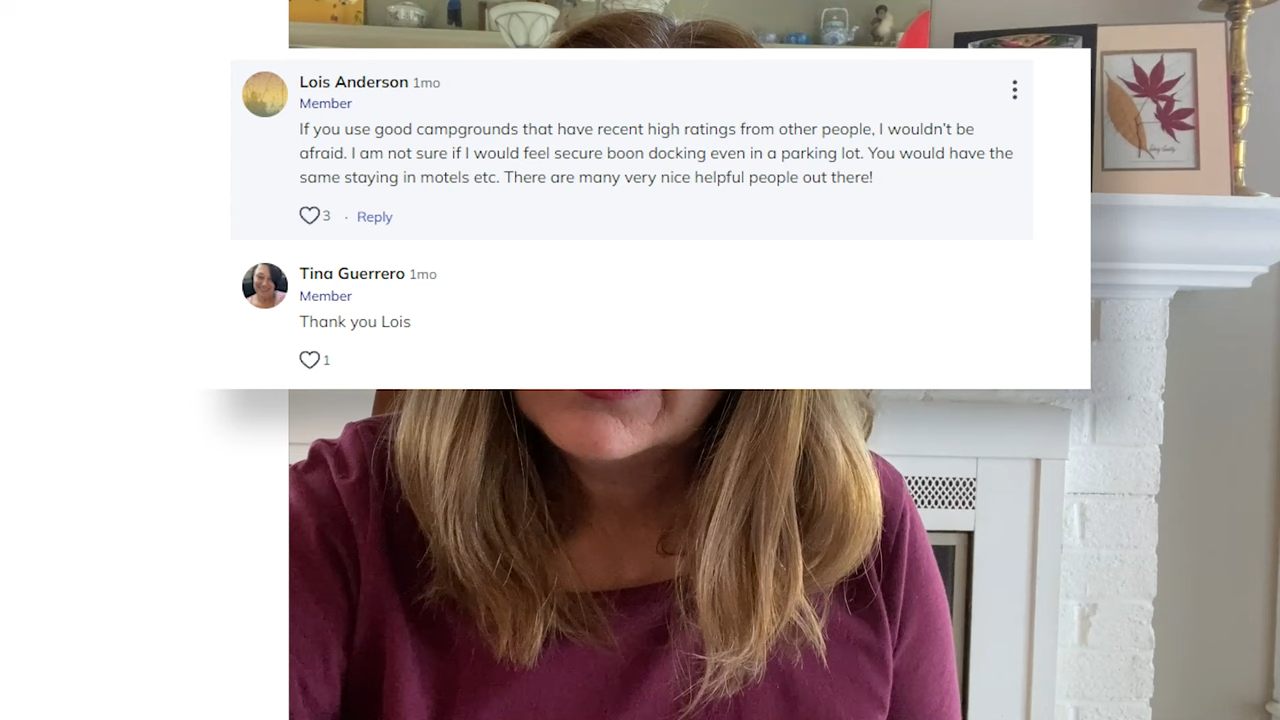 Lois Anderson 1mo
Member
If you use good campgrounds that have recent high ratings from other people, I wouldn't be
afraid. I am not sure if I would feel secure boon docking even in a parking lot. You would have the
same staying in motels etc. There are many very nice helpful people out there!
3 · Reply
Tina Guerrero 1mo
Member
Thank you Lois
1